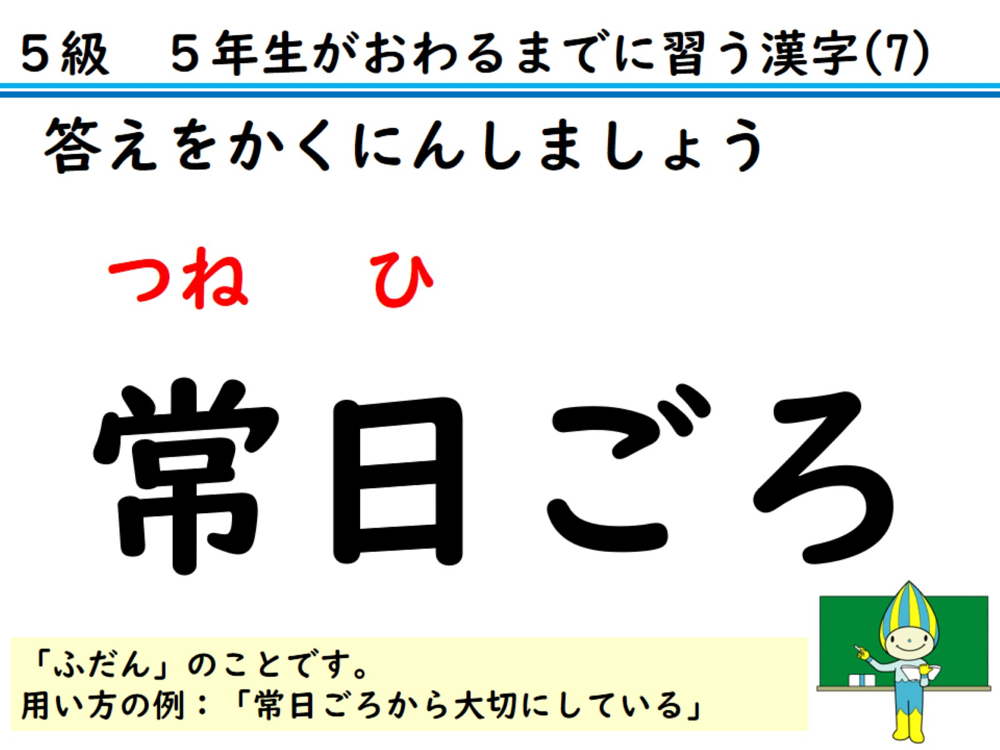 ５級　５年生がおわるまでに習う漢字(7)
答えをかくにんしましょう
つね　ひ
常日ごろ
「ふだん」のことです。
用い方の例：「常日ごろから大切にしている」